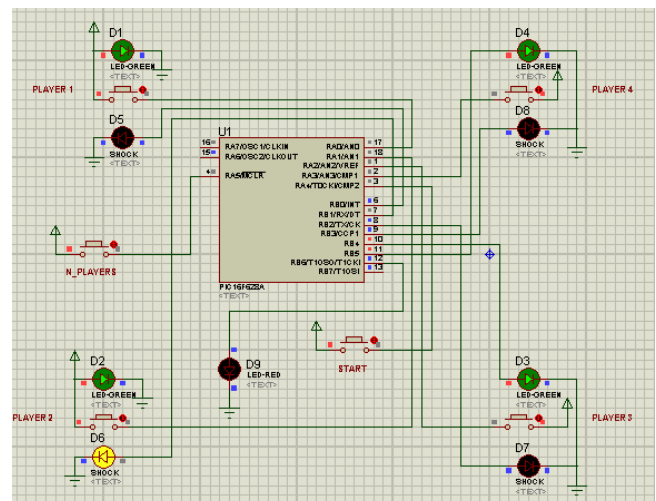 D1
LED-GREEN
<TEXT>
PLAYER 1
D5
SHOCK
<TEXT>
D4
LED-GREEN
<TEXT>
PLAYER 4
D8
SHOCK
<TEXT>
U1
16 RA7/OSC1/CLKIN
15 RA6/OSC2/CLKOUT
4 RA5/MCLR
RA0/AN0 17
RA1/AN1 18
RA2/AN2/VREF 1
RA3/AN3/CMP1 2
RA4/T0CKI/CMP2 3
RB0/INT 6
RB1/RX/DT 7
RB2/TX/CK 8
RB3/CCP1 9
RB4 10
RB5 11
RB6/T1OSO/T1CKI 12
RB7/T1OSI 13
PIC16F628A
<TEXT>
N_PLAYERS
D9
LED-RED
<TEXT>
START
D2
LED-GREEN
<TEXT>
PLAYER 2
D6
SHOCK
<TEXT>
D3
LED-GREEN
<TEXT>
PLAYER 3
D7
SHOCK
<TEXT>